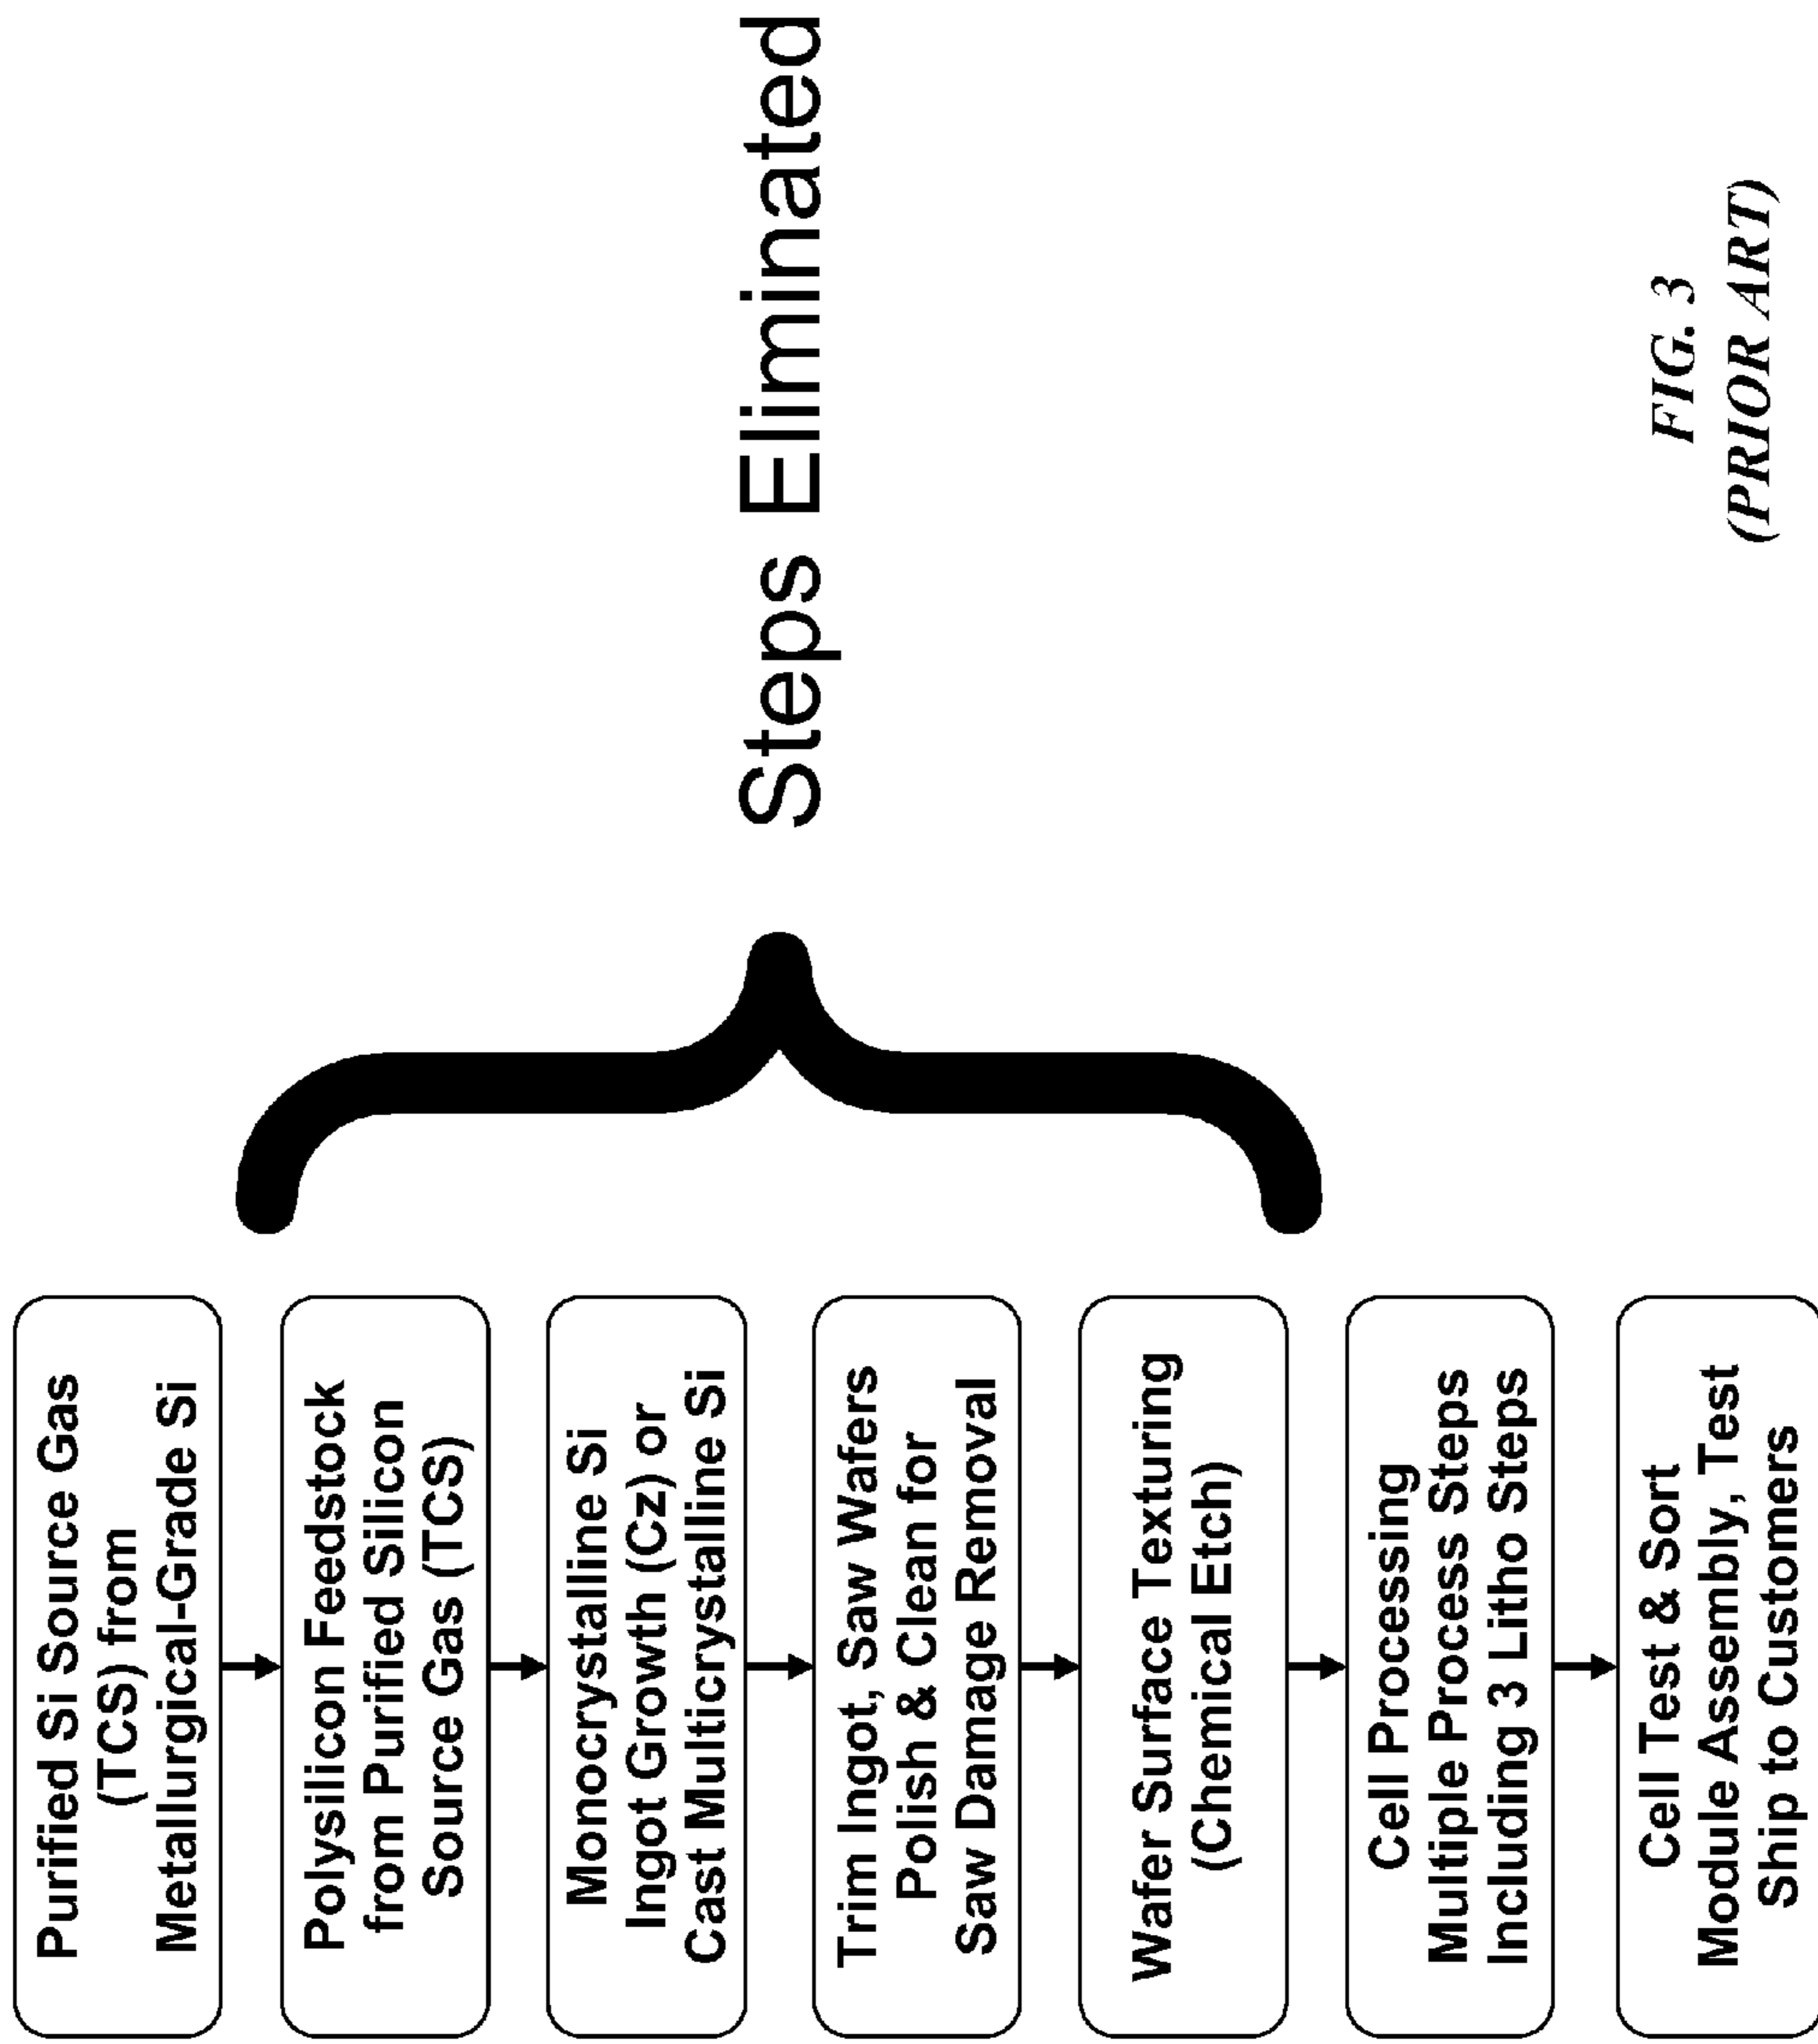 Purified Si Source Gas
(TCS) from
Metallurgical-Grade Si
Polysilicon Feedstock
from Purified Silicon
Source Gas (TCS)
Monocrystalline Si
Ingot Growth (Cz) or
Cast Multicrystalline Si
Trim Ingot, Saw Wafers
Polish & Clean for
Saw Damage Removal
Wafer Surface Texturing
(Chemical Etch)
Cell Processing
Multiple Process Steps
Including 3 Litho Steps
Cell Test & Sort
Module Assembly, Test
Ship to Customers
Steps Eliminated
FIG. 3
(PRIOR ART)